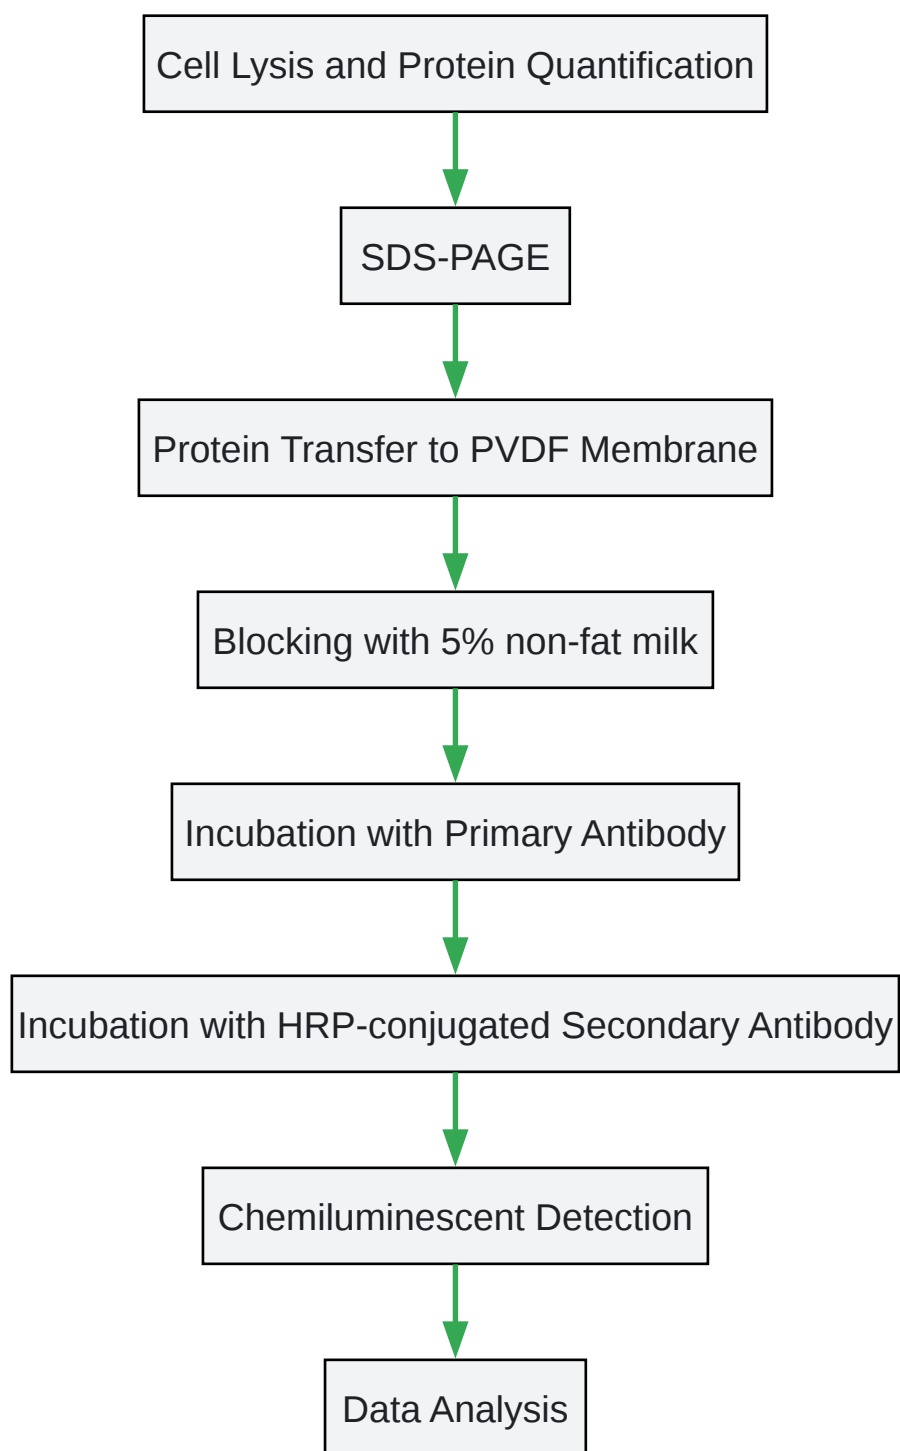 Cell Lysis and Protein Quantification
SDS-PAGE
Protein Transfer to PVDF Membrane
Blocking with 5% non-fat milk
Incubation with Primary Antibody
Incubation with HRP-conjugated Secondary Antibody
Chemiluminescent Detection
Data Analysis